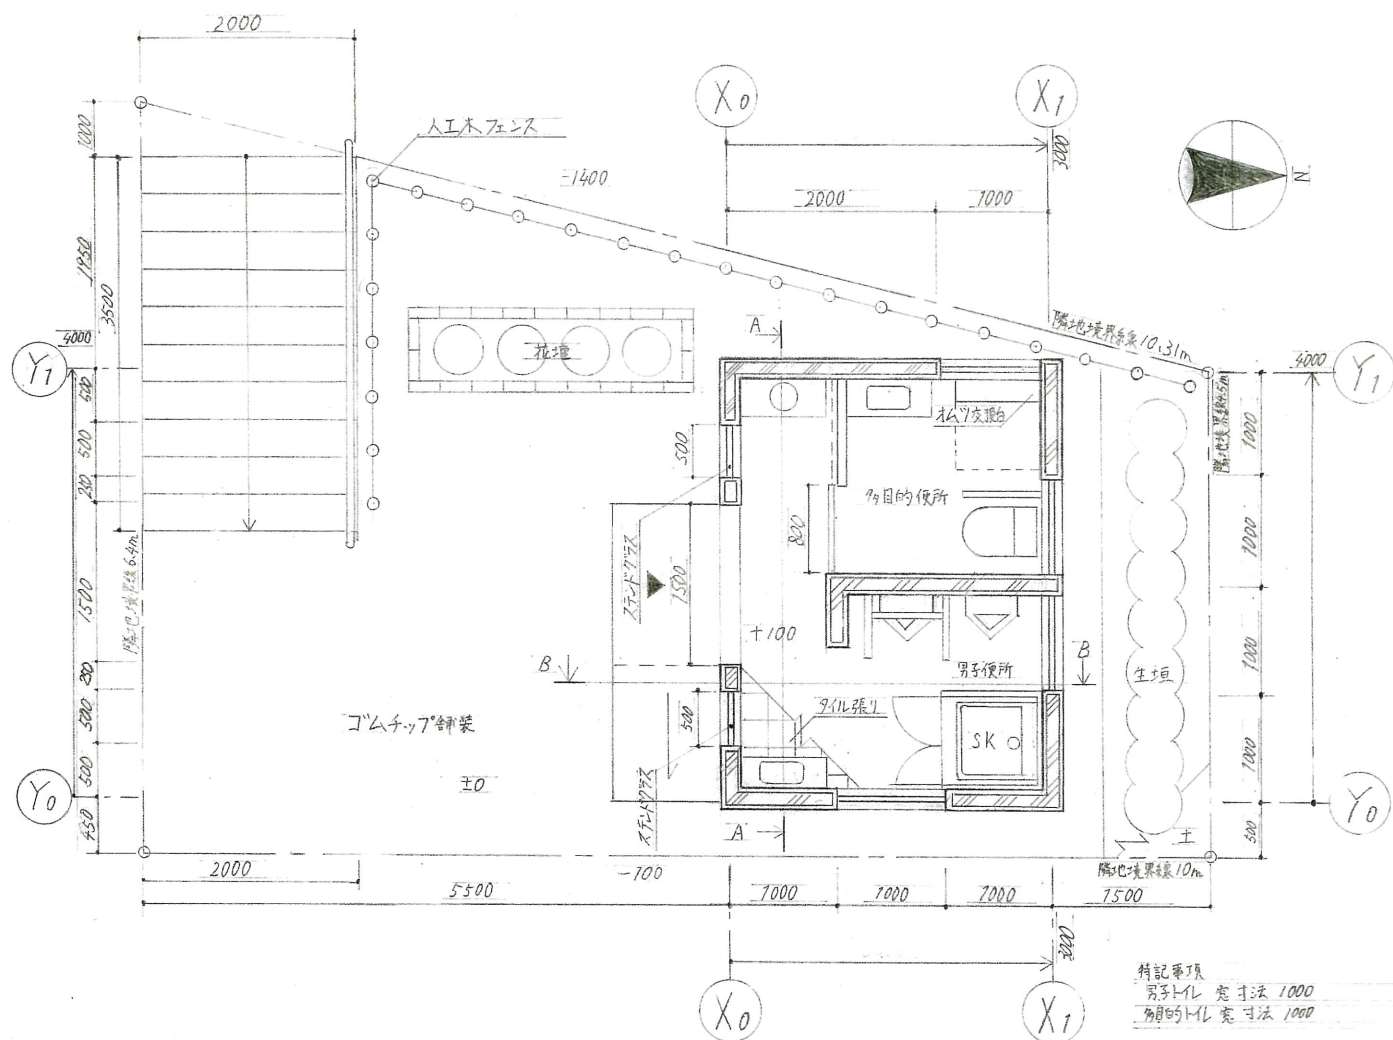 2000
X0
X1
人工木フェンス
3000
N
-1400
2000
1000
1000
1950
3500
4000
Y1
500
500
250
1500
250
500
500
450
Y0
隣地境界線 6.4m
A
花壇
隣地境界線 10.31m
4000
Y1
隣地境界線4.5m
オムツ交換台
500
多目的便所
800
ステンドグラス
1500
+100
B
男子便所
B
タイル張り
500
SK
生垣
ゴムチップ舗装
±0
ステンドグラス
A
土
1000
1000
1000
1000
500
Y0
-100
隣地境界線10m
2000
5500
1000
1000
1000
1500
3000
X0
X1
特記事項
男子トイレ 窓寸法 1000
多目的トイレ 窓寸法 1000